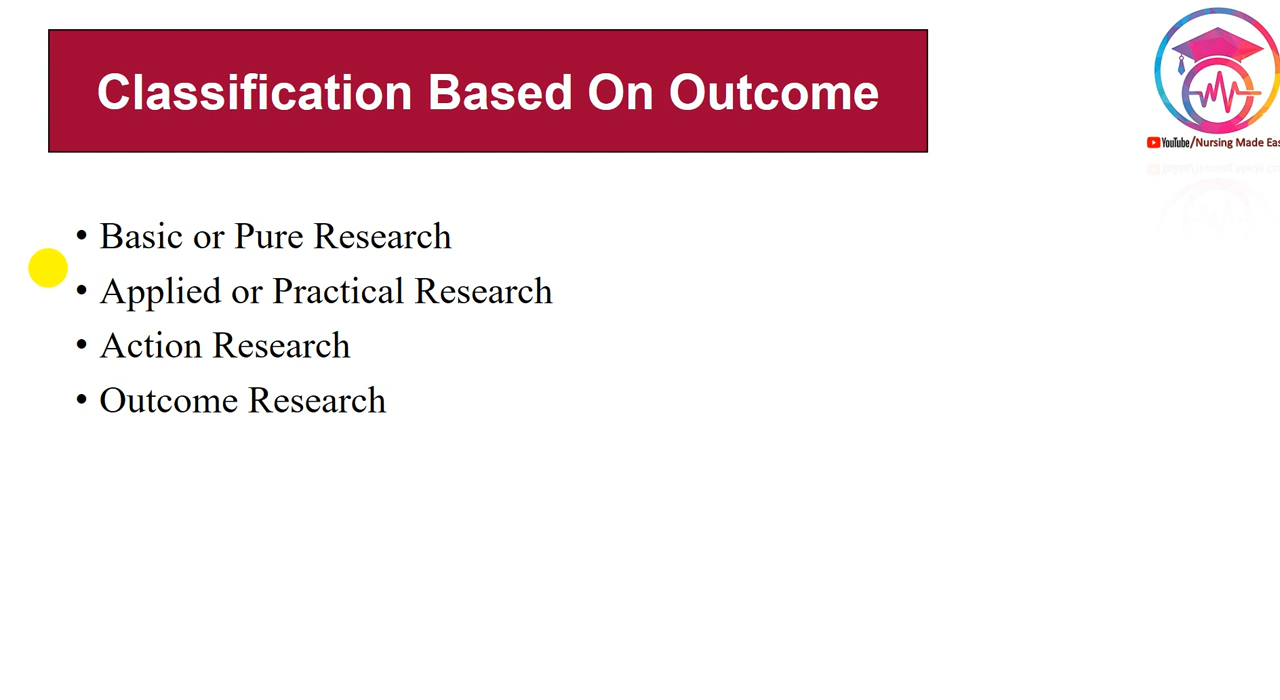 Classification Based On Outcome
YouTube/Nursing Made Eas
• Basic or Pure Research
• Applied or Practical Research
• Action Research
• Outcome Research